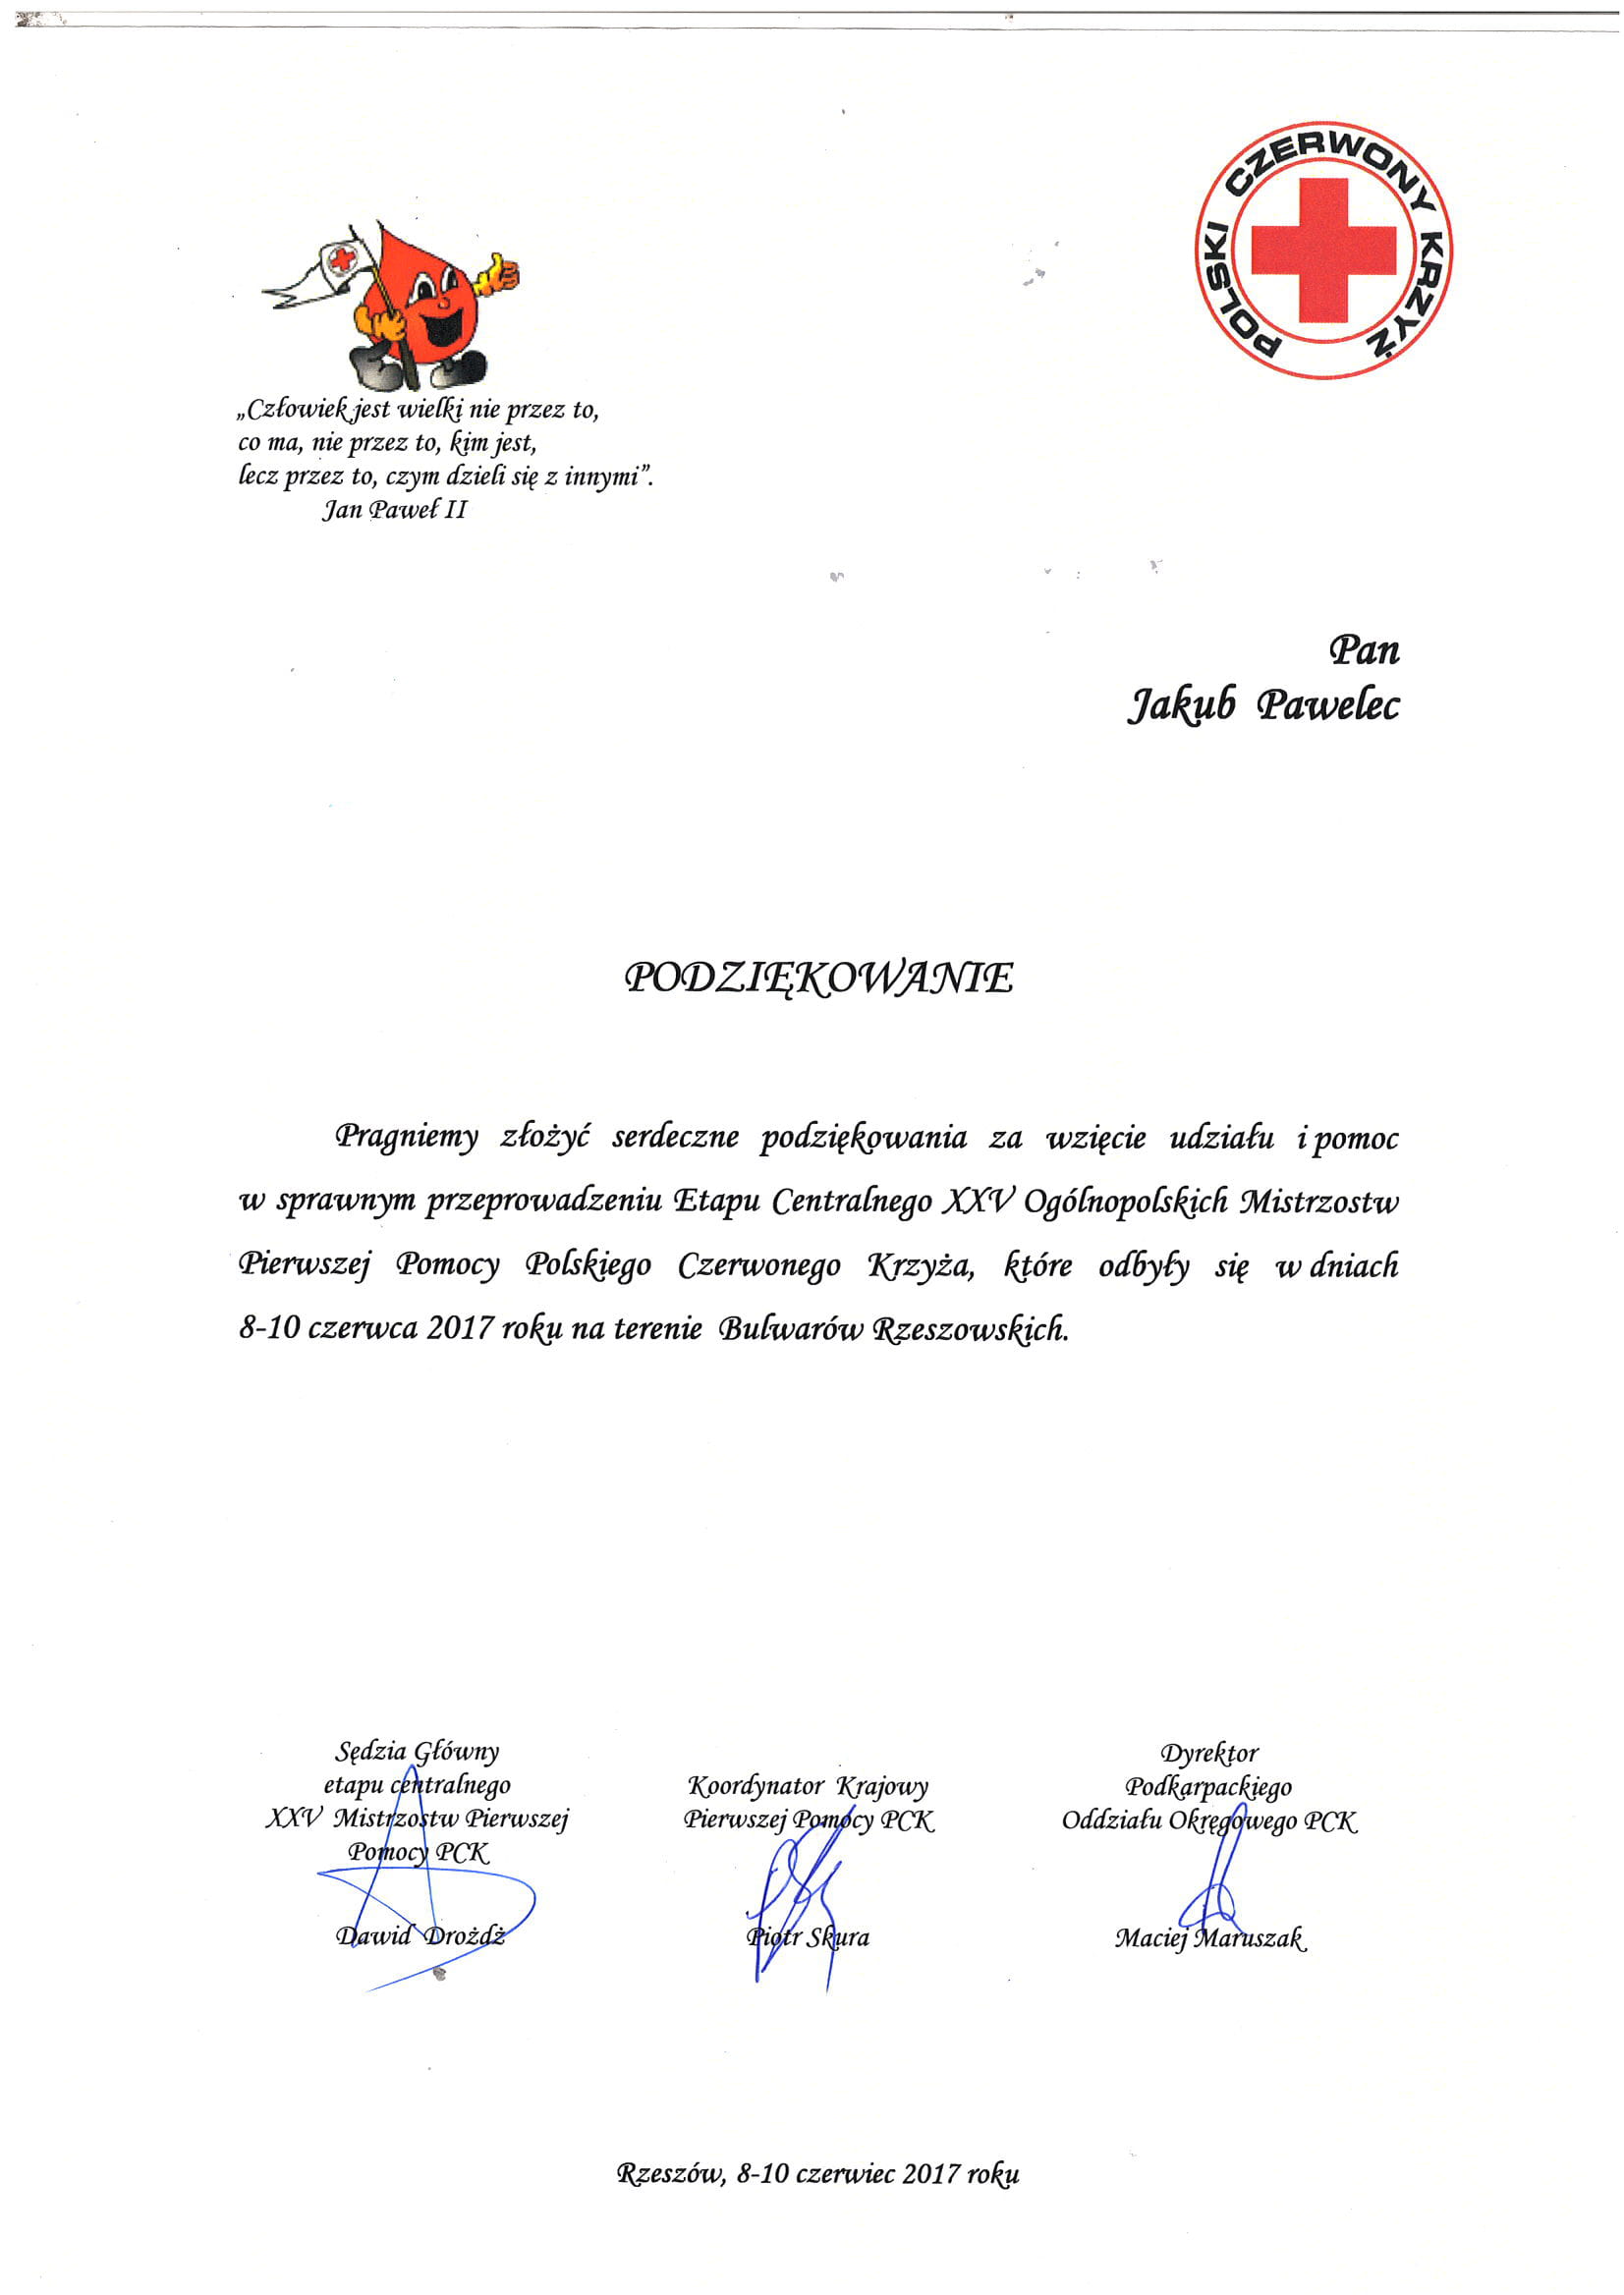 POLSKI CZERWONY KRZYŻ
„Człowiek jest wielki nie przez to,
co ma, nie przez to, kim jest,
lecz przez to, czym dzieli się z innymi”.
Jan Paweł II
Pan
Jakub Pawelec
PODZIĘKOWANIE
Pragniemy złożyć serdeczne podziękowania za wzięcie udziału i pomoc
w sprawnym przeprowadzeniu Etapu Centralnego XXV Ogólnopolskich Mistrzostw
Pierwszej Pomocy Polskiego Czerwonego Krzyża, które odbyły się w dniach
8-10 czerwca 2017 roku na terenie Bulwarów Rzeszowskich.
Sędzia Główny
etapu centralnego
XXV Mistrzostw Pierwszej
Pomocy PCK
Dawid Drożdż
Koordynator Krajowy
Pierwszej Pomocy PCK
Piotr Skura
Dyrektor
Podkarpackiego
Oddziału Okręgowego PCK
Maciej Maruszak
Rzeszów, 8-10 czerwiec 2017 roku